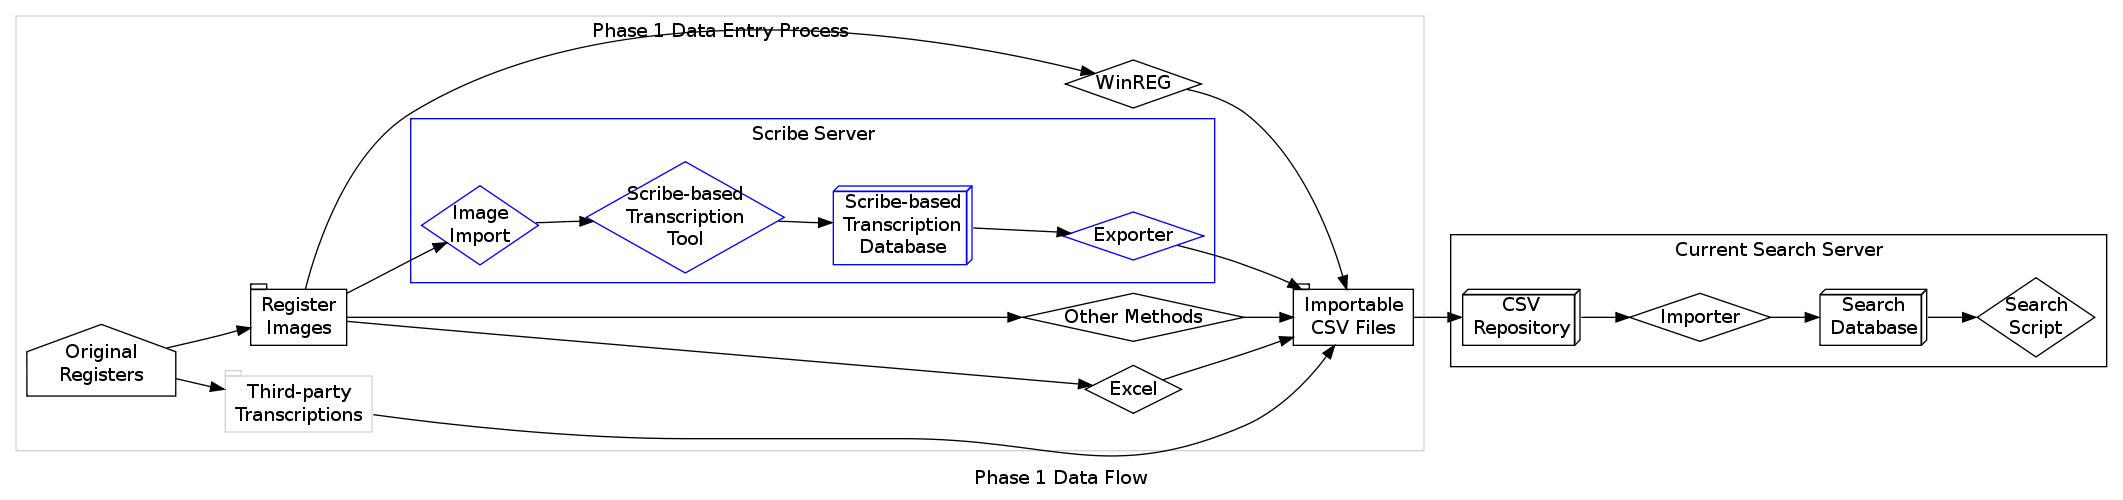 Phase 1 Data Entry Process
WinREG
Scribe Server
Image
Import
Scribe-based
Transcription
Tool
Scribe-based
Transcription
Database
Exporter
Register
Images
Other Methods
Importable
CSV Files
Original
Registers
Third-party
Transcriptions
Excel
Current Search Server
CSV
Repository
Importer
Search
Database
Search
Script
Phase 1 Data Flow